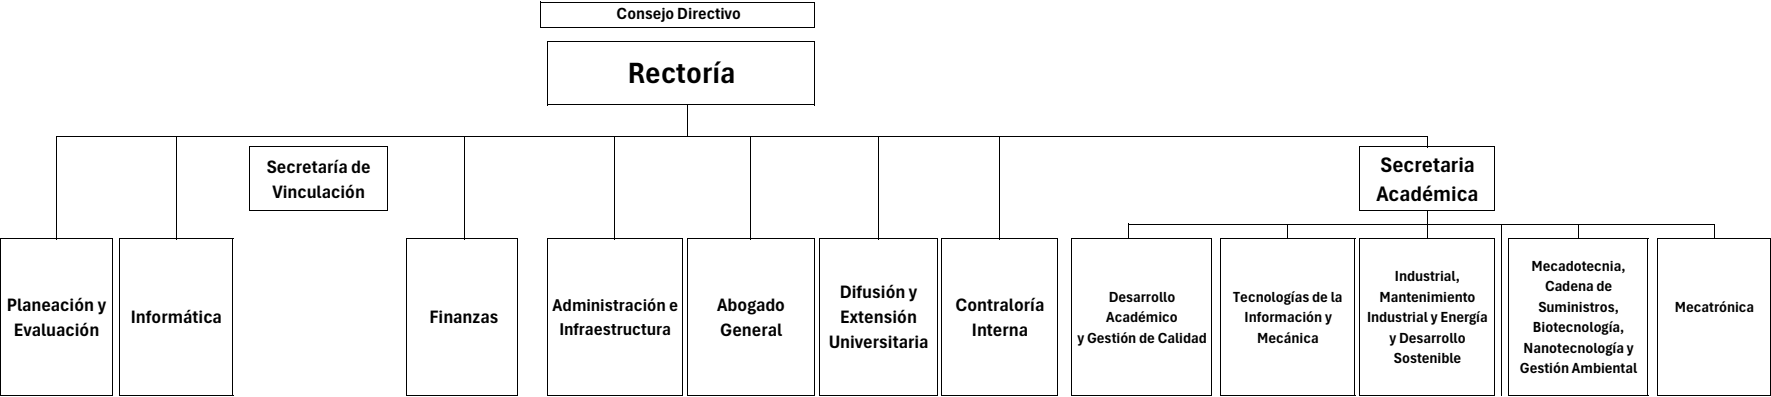 Consejo Directivo
Rectoría
Secretaría de
Vinculación
Secretaria
Académica
Planeación y
Evaluación
Informática
Finanzas
Administración e
Infraestructura
Abogado
General
Difusión y
Extensión
Universitaria
Contraloría
Interna
Desarrollo
Académico
y Gestión de Calidad
Tecnologías de la
Información y
Mecánica
Industrial,
Mantenimiento
Industrial y Energía
y Desarrollo
Sostenible
Mecadotecnia,
Cadena de
Suministros,
Biotecnología,
Nanotecnología y
Gestión Ambiental
Mecatrónica